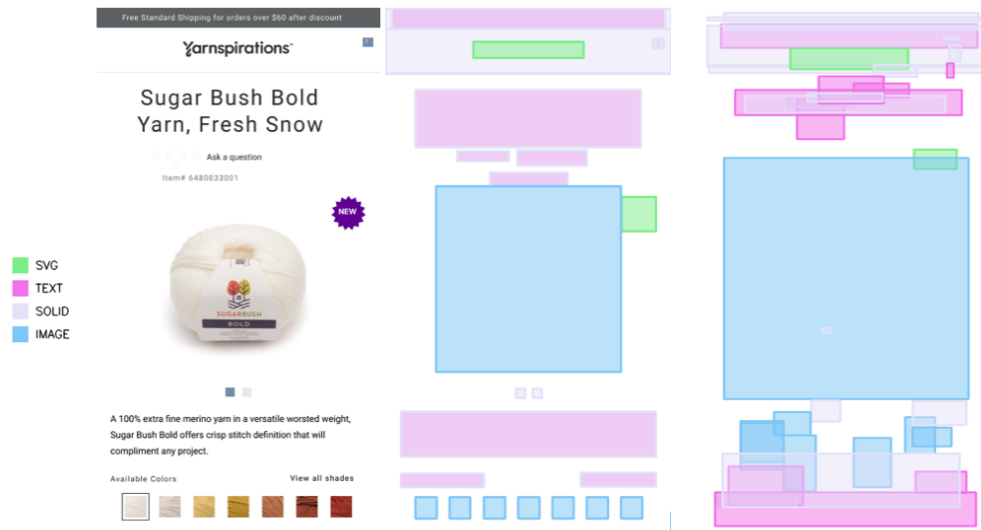 Free Standard Shipping for orders over $60 after discount
Yarnspirations
Sugar Bush Bold
Yarn, Fresh Snow
Ask a question
Item# 6480033001
NEW
SUGARBUSH
BOLD
A 100% extra fine merino yarn in a versatile worsted weight,
Sugar Bush Bold offers crisp stitch definition that will
compliment any project.
Available Colors
View all shades
SVG
TEXT
SOLID
IMAGE